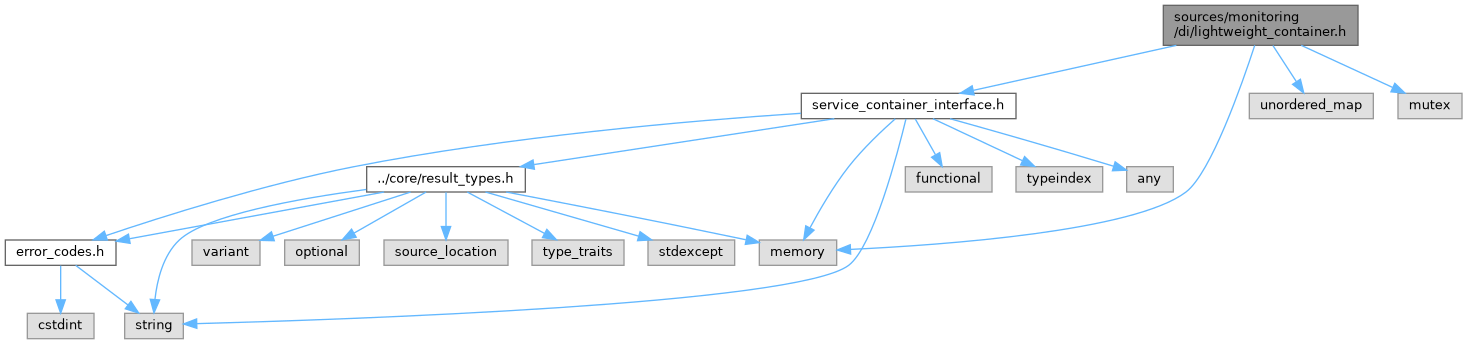 sources/monitoring
/di/lightweight_container.h
service_container_interface.h
unordered_map
mutex
../core/result_types.h
functional
typeindex
any
error_codes.h
variant
optional
source_location
type_traits
stdexcept
memory
cstdint
string